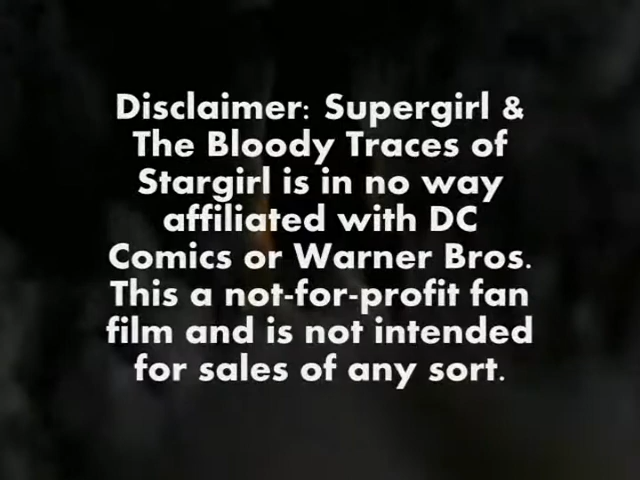 Disclaimer: Supergirl &
The Bloody Traces of
Stargirl is in no way
affiliated with DC
Comics or Warner Bros.
This a not-for-profit fan
film and is not intended
for sales of any sort.